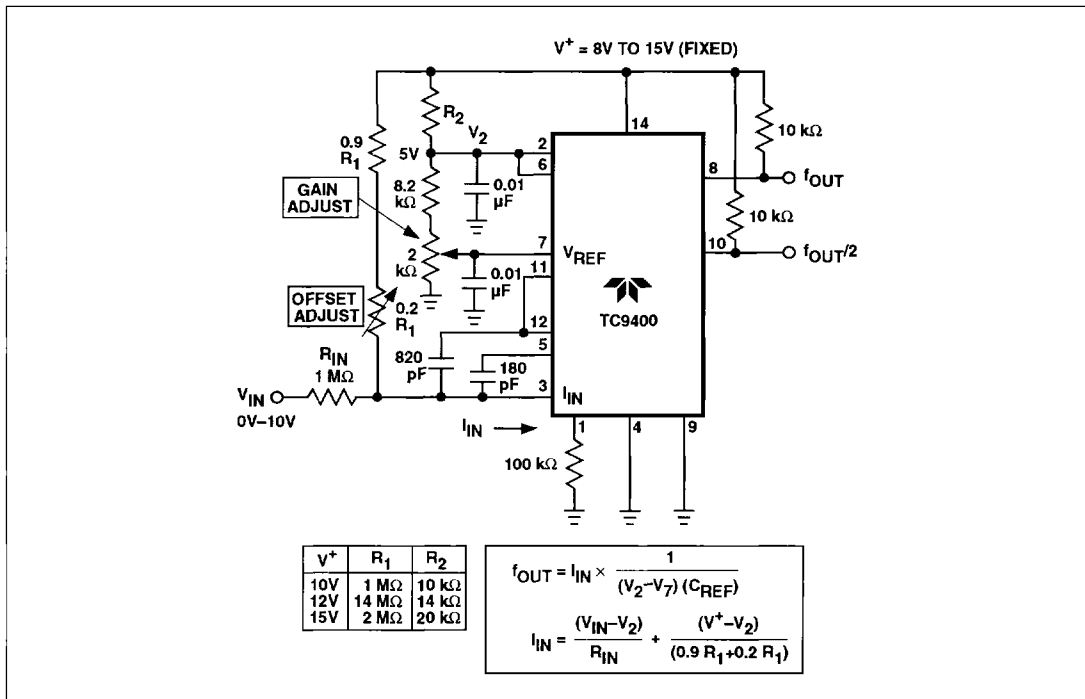 V+ = 8V TO 15V (FIXED)
R2
14
10 kΩ
0.9
R1
V2
5V
2
6
8
fOUT
GAIN
ADJUST
8.2
kΩ
0.01
µF
10 kΩ
2
kΩ
7
VREF
10
fOUT/2
11
0.01
µF
OFFSET
ADJUST
0.2
R1
TC9400
12
RIN
1 MΩ
820
pF
5
180
pF
3
IIN
VIN
0V–10V
IIN
1
4
9
100 kΩ
V+ R1 R2
10V 1 MΩ 10 kΩ
12V 14 MΩ 14 kΩ
15V 2 MΩ 20 kΩ
fOUT = IIN × 1 / (V2–V7) (CREF)
IIN = (VIN–V2) / RIN + (V+–V2) / (0.9 R1+0.2 R1)